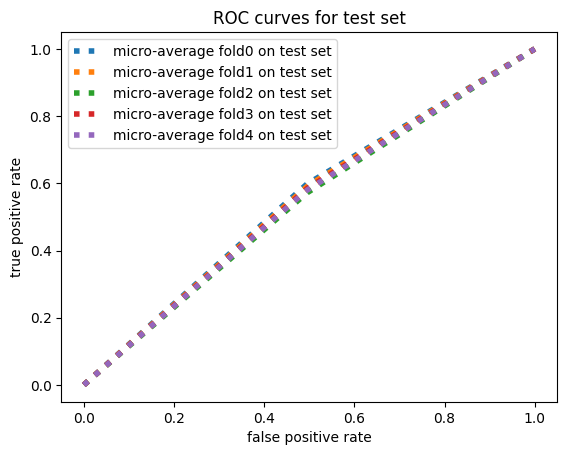 ROC curves for test set
micro-average fold0 on test set
micro-average fold1 on test set
micro-average fold2 on test set
micro-average fold3 on test set
micro-average fold4 on test set
true positive rate
1.0
0.8
0.6
0.4
0.2
0.0
0.0 0.2 0.4 0.6 0.8 1.0
false positive rate